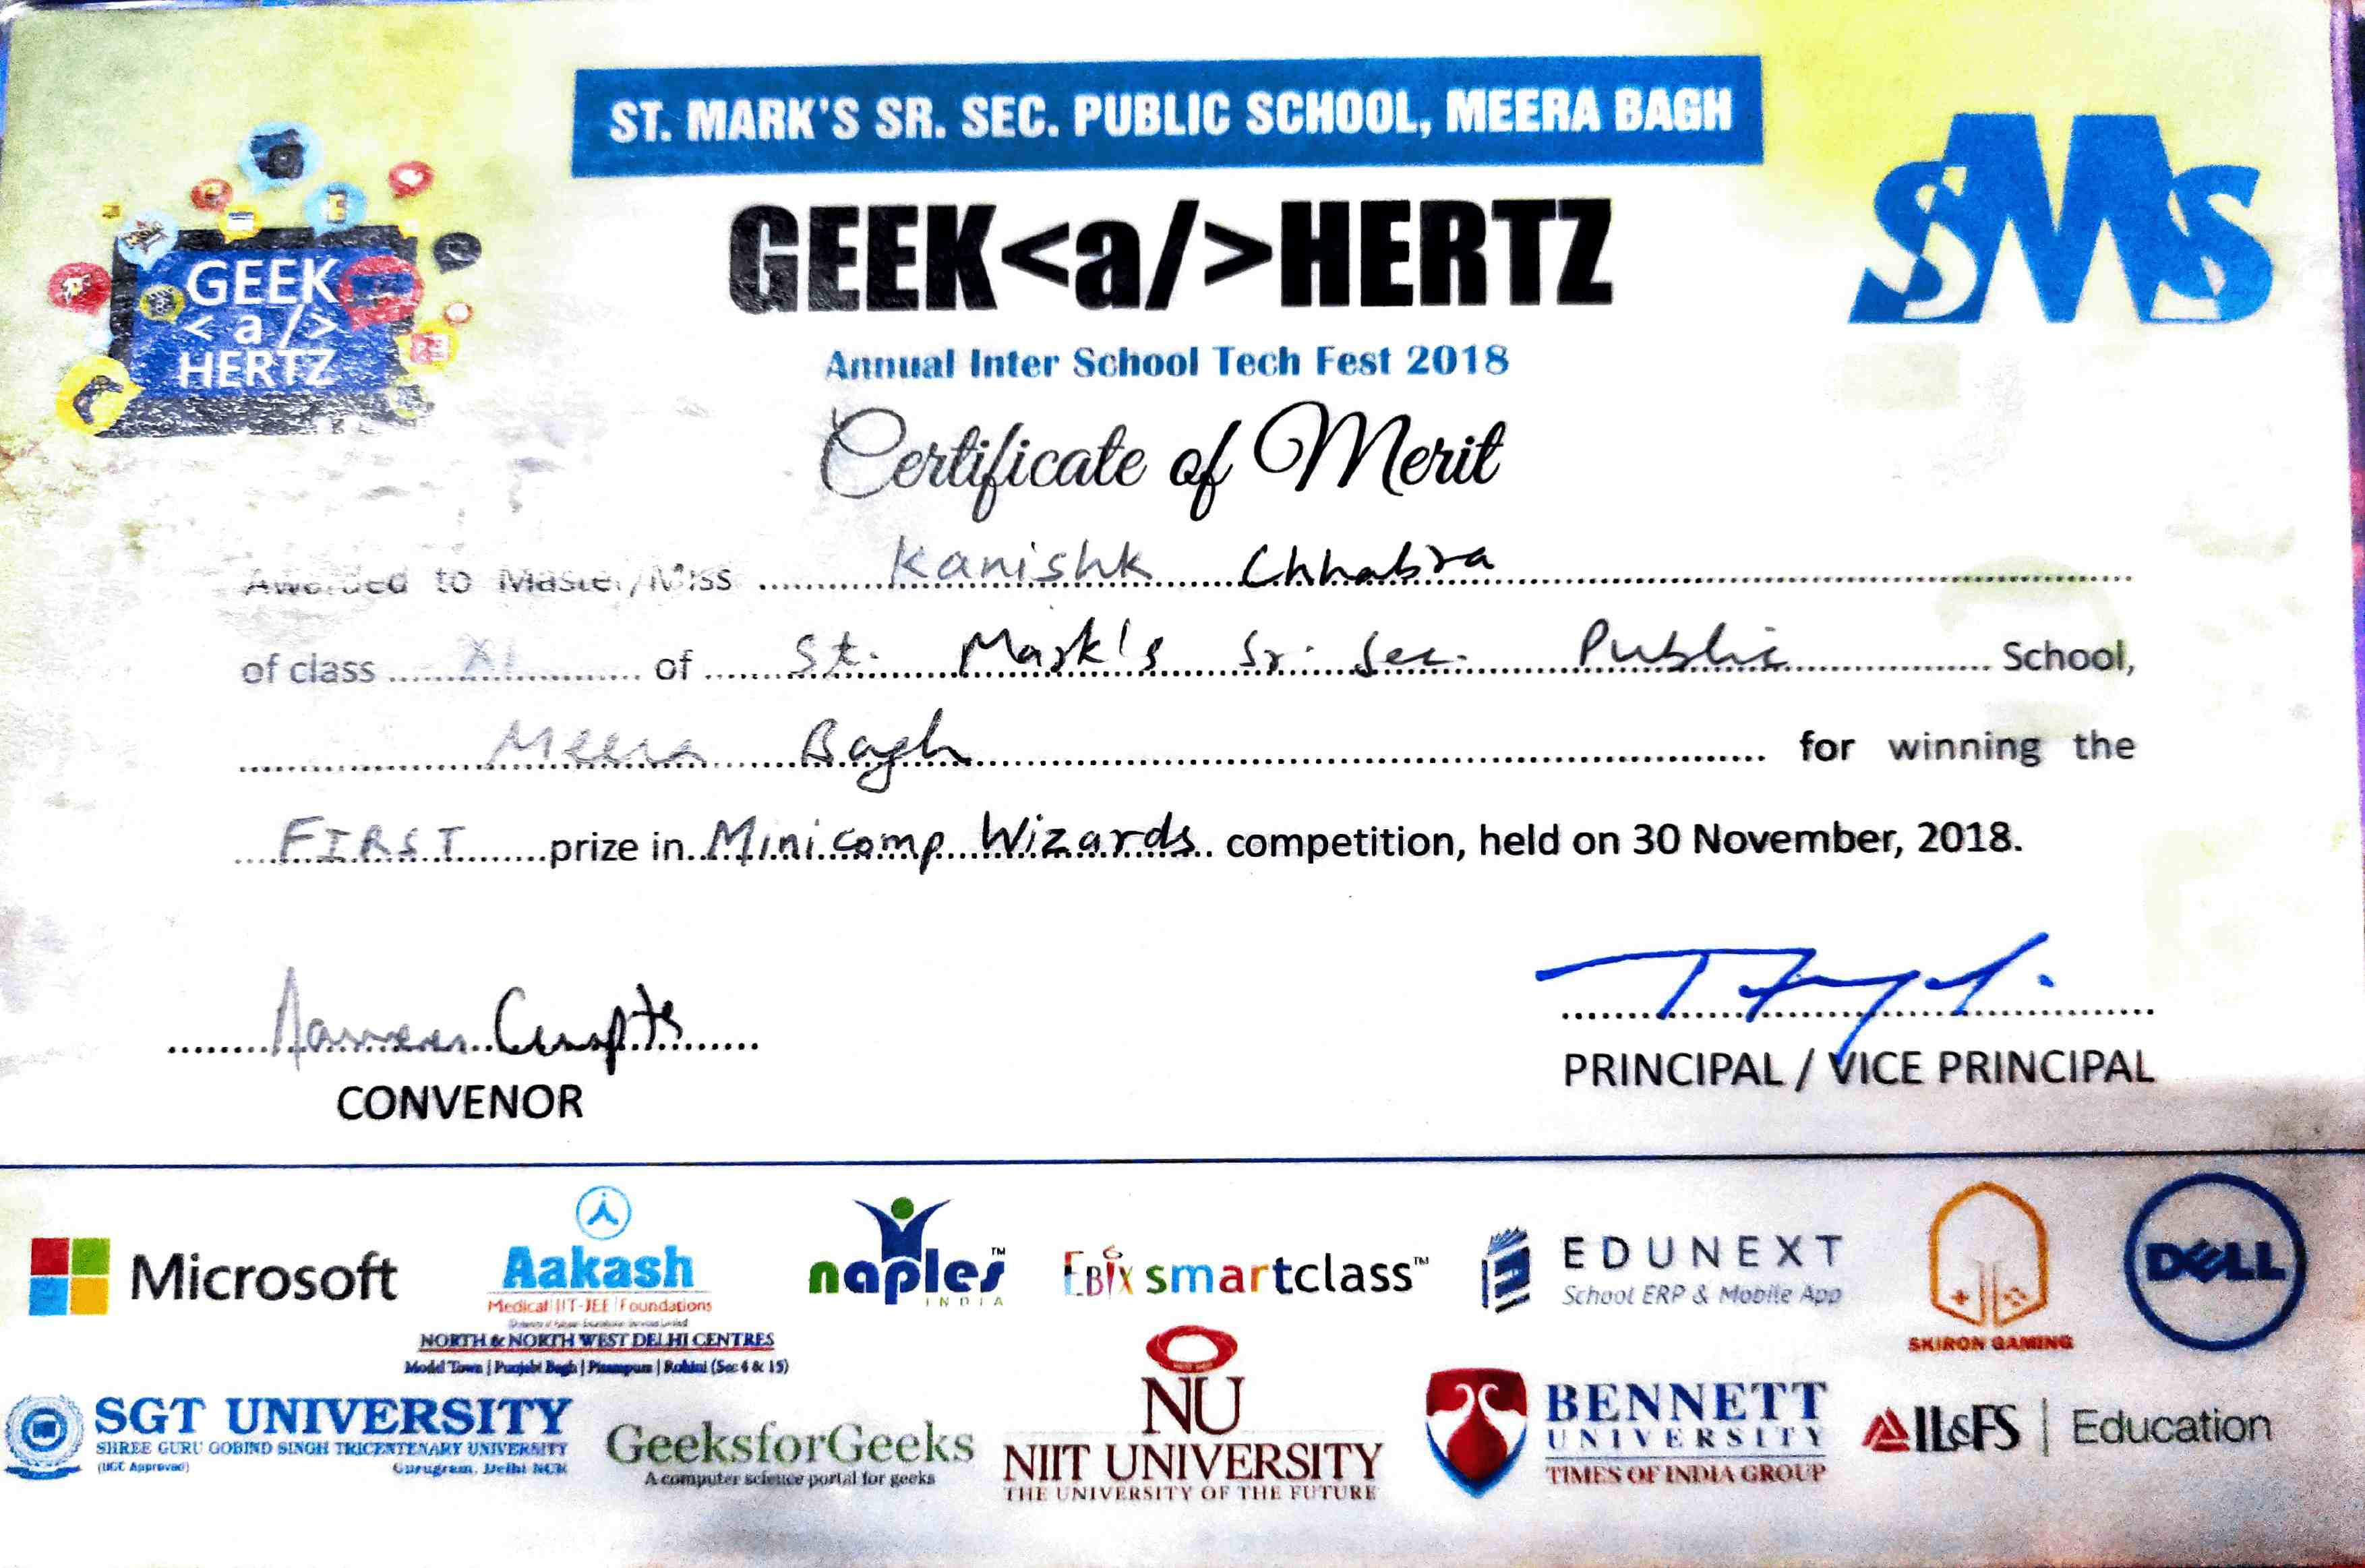 ST. MARK'S SR. SEC. PUBLIC SCHOOL, MEERA BAGH
GEEK<a/>HERTZ
SMS
GEEK
<a/>
HERTZ
Annual Inter School Tech Fest 2018
Certificate of Merit
Awarded to Master/Miss Kanishk Chhabra
of class XI of St. Mark's Sr. Sec. Public School,
Meera Bagh for winning the
FIRST prize in Minicomp Wizards competition, held on 30 November, 2018.
Gupta
CONVENOR
PRINCIPAL / VICE PRINCIPAL
Microsoft
Aakash
Medical|IIT-JEE|Foundations
NORTH & NORTH WEST DELHI CENTRES
Model Town | Punjabi Bagh | Pitampura | Rohini (Sec 4 & 15)
naples™
INDIA
Ebix smartclass™
EDUNEXT
School ERP & Mobile App
SKIRON GAMING
DELL
SGT UNIVERSITY
SHREE GURU GOBIND SINGH TRICENTENARY UNIVERSITY
(UGC Approved) Gurugram, Delhi NCR
GeeksforGeeks
A computer science portal for geeks
NU
NIIT UNIVERSITY
THE UNIVERSITY OF THE FUTURE
BENNETT
UNIVERSITY
TIMES OF INDIA GROUP
IL&FS | Education